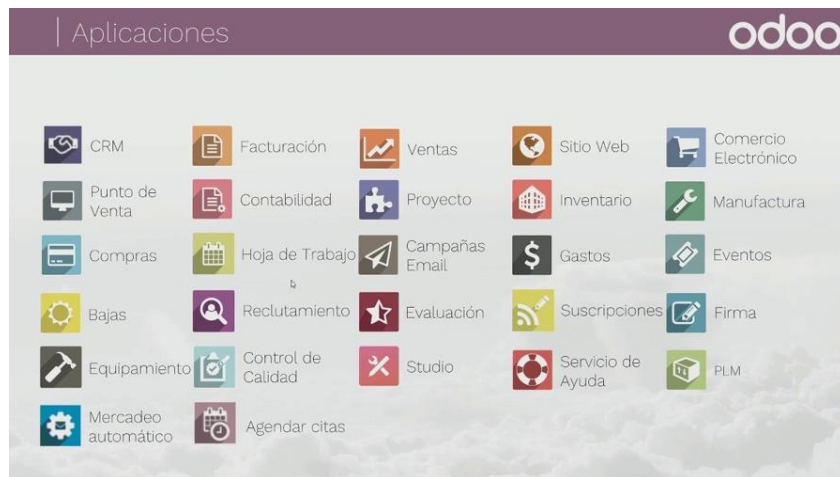 | Aplicaciones
odoo
CRM
Facturación
Ventas
Sitio Web
Comercio
Electrónico
Punto de
Venta
Contabilidad
Proyecto
Inventario
Manufactura
Compras
Hoja de Trabajo
Campañas
Email
Gastos
Eventos
Bajas
Reclutamiento
Evaluación
Suscripciones
Firma
Equipamiento
Control de
Calidad
Studio
Servicio de
Ayuda
PLM
Mercadeo
automático
Agendar citas